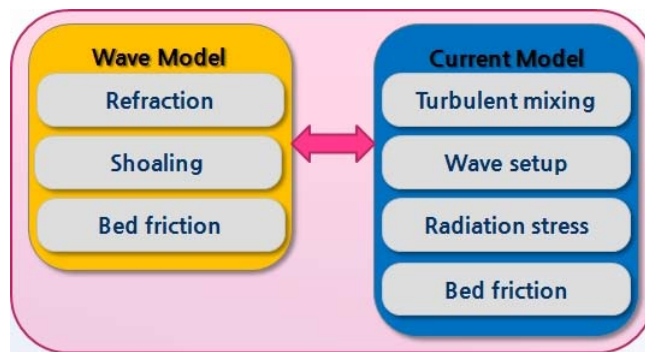 Wave Model
Refraction
Shoaling
Bed friction
Current Model
Turbulent mixing
Wave setup
Radiation stress
Bed friction